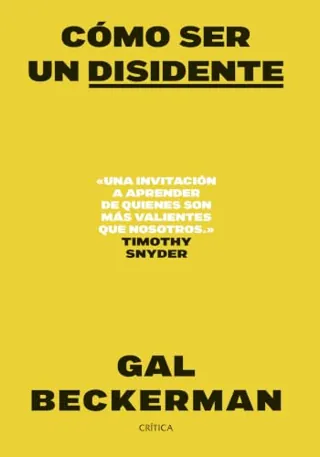 CÓMO SER
UN DISIDENTE
«UNA INVITACIÓN
A APRENDER
DE QUIENES SON
MÁS VALIENTES
QUE NOSOTROS.»
TIMOTHY
SNYDER
GAL
BECKERMAN
CRÍTICA